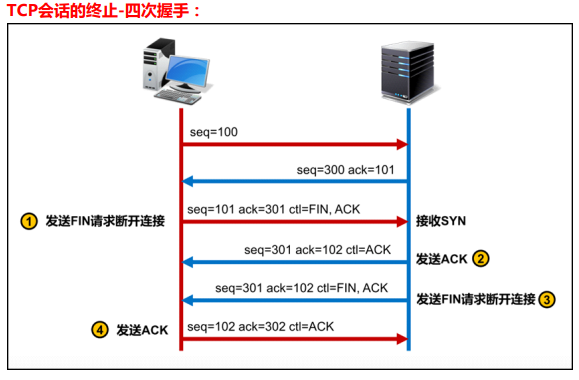 TCP会话的终止-四次握手：
seq=100
seq=300 ack=101
① 发送FIN请求断开连接
seq=101 ack=301 ctl=FIN, ACK
接收SYN
seq=301 ack=102 ctl=ACK
发送ACK ②
seq=301 ack=102 ctl=FIN, ACK
发送FIN请求断开连接 ③
④ 发送ACK
seq=102 ack=302 ctl=ACK